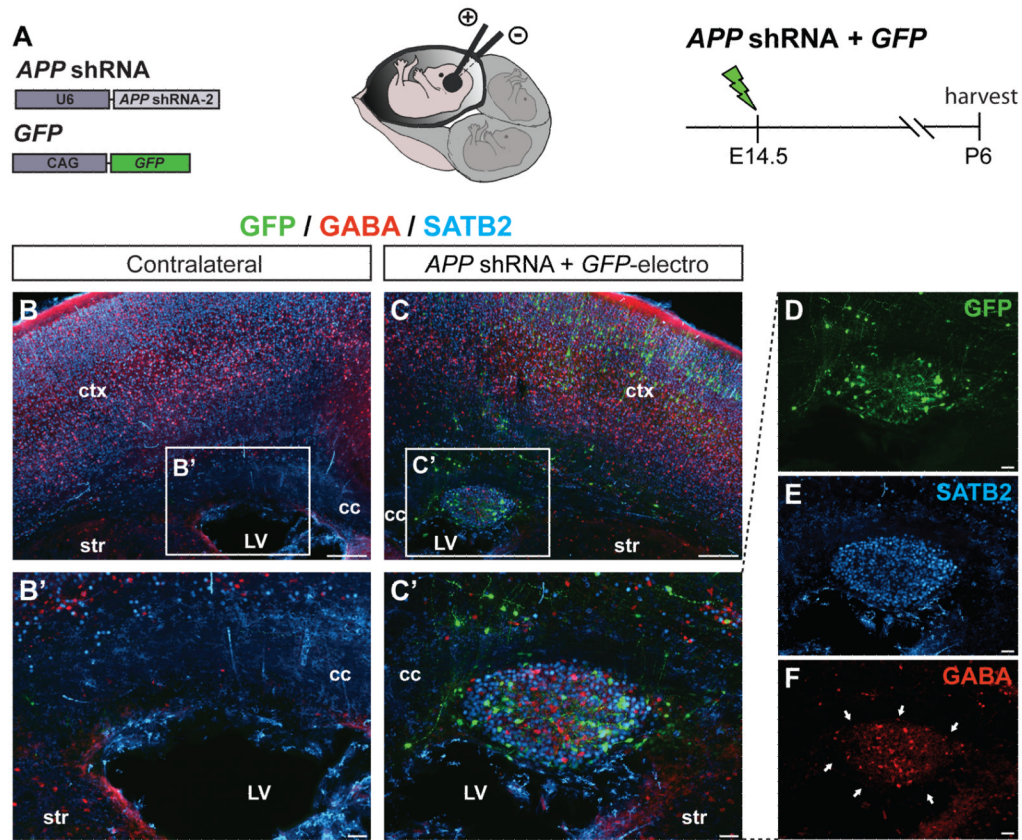 A
APP shRNA
U6
APP shRNA-2
GFP
CAG
GFP
+
-
APP shRNA + GFP
harvest
E14.5
P6
GFP / GABA / SATB2
Contralateral
APP shRNA + GFP-electro
B
ctx
B'
cc
LV
str
C
ctx
C'
cc
LV
str
D
GFP
E
SATB2
F
GABA
B'
cc
LV
str
C'
cc
LV
str